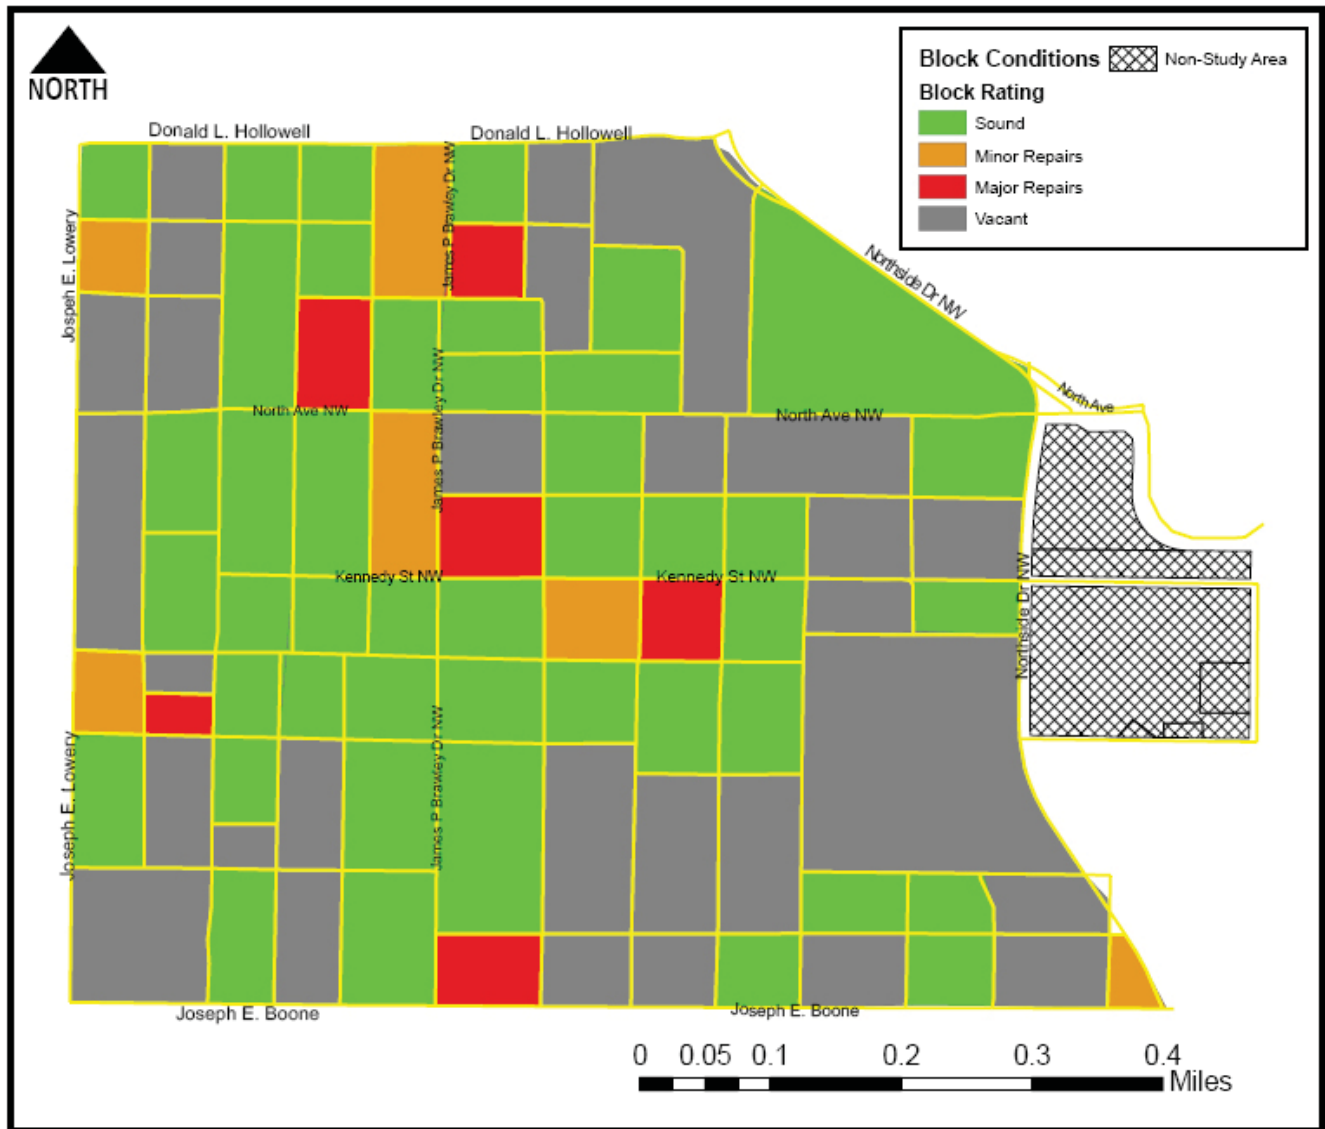 NORTH
Block Conditions
Non-Study Area
Block Rating
Sound
Minor Repairs
Major Repairs
Vacant
Donald L. Hollowell
Donald L. Hollowell
James P Brawley Dr NW
Jospeh E. Lowery
Northside Dr NW
James P Brawley Dr NW
North Ave
North Ave NW
North Ave NW
Kennedy St NW
Kennedy St NW
Northside Dr NW
Joseph E. Lowery
James P Brawley Dr NW
Joseph E. Boone
Joseph E. Boone
0 0.05 0.1 0.2 0.3 0.4
Miles